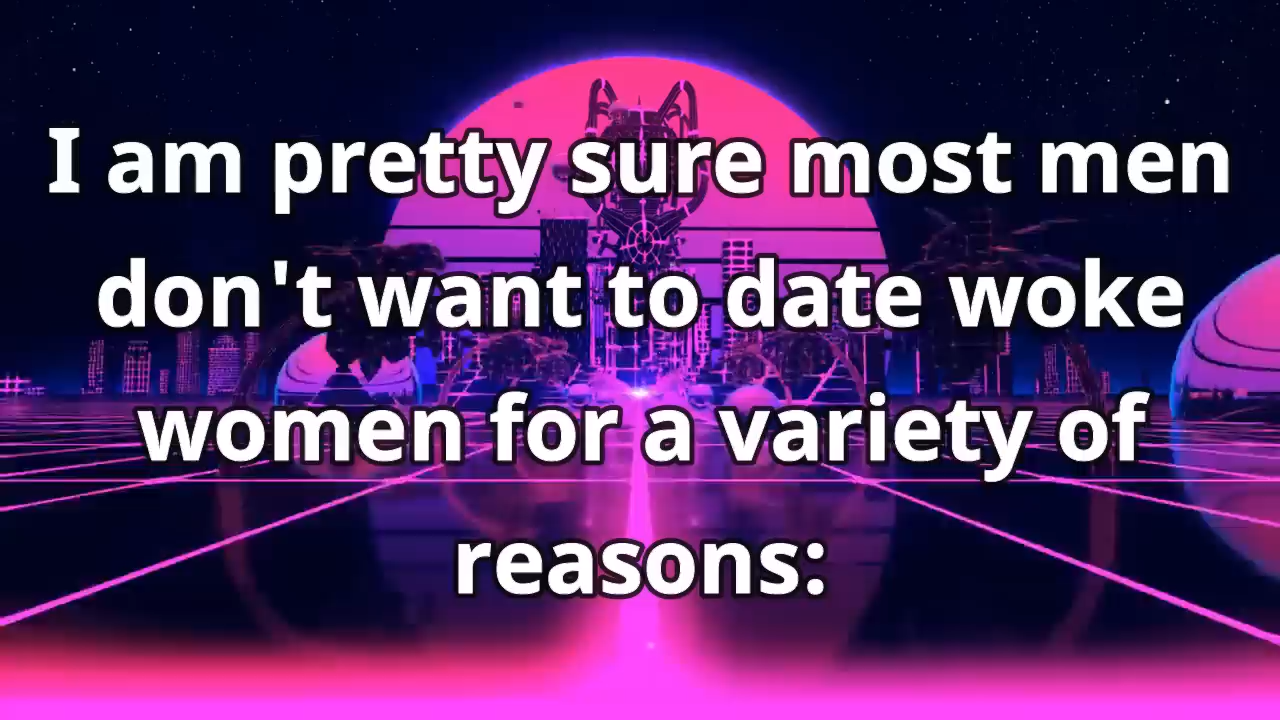 I am pretty sure most men
don't want to date woke
women for a variety of
reasons: